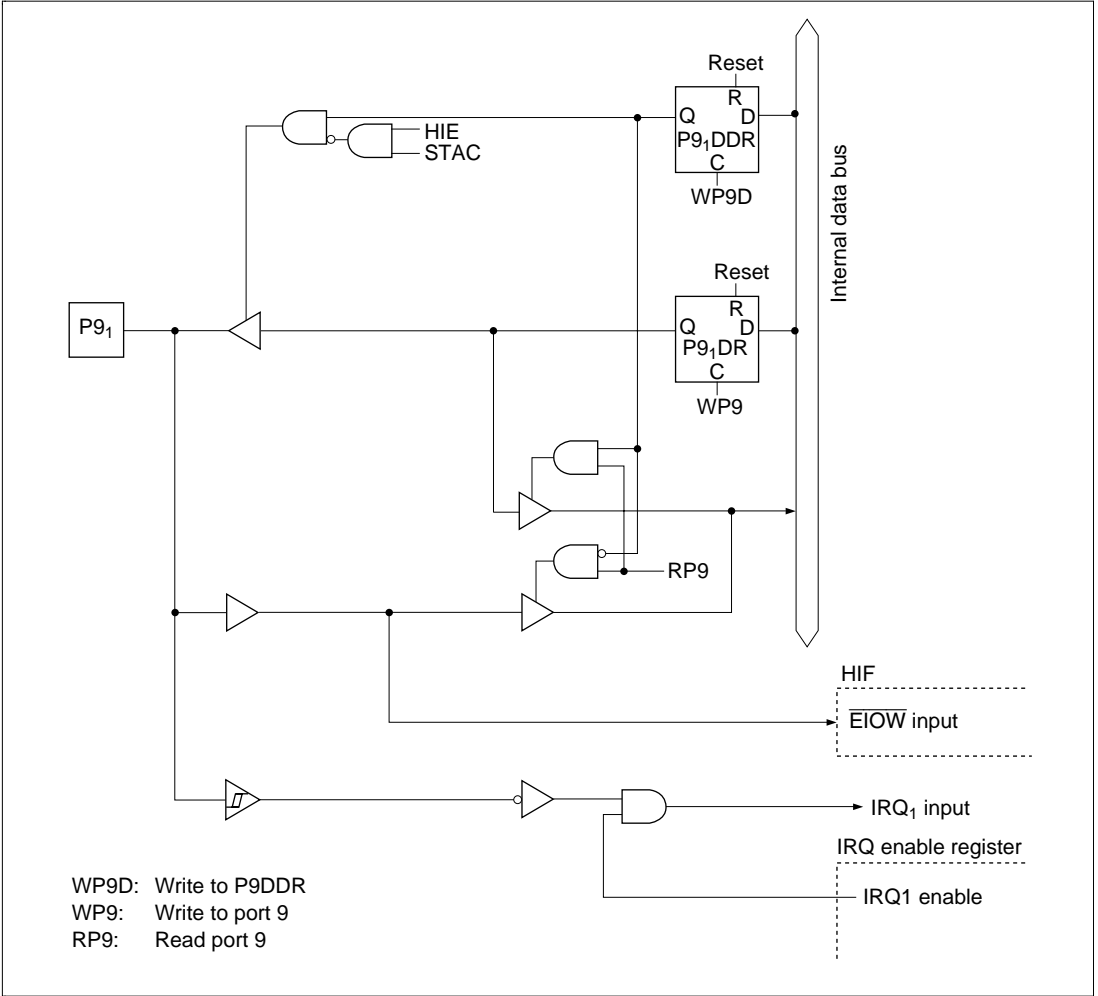 Reset
R
Q
D
P9₁DDR
C
WP9D
HIE
STAC
Internal data bus
Reset
R
Q
D
P9₁DR
C
WP9
P9₁
RP9
HIF
E̅I̅O̅W̅ input
IRQ₁ input
IRQ enable register
IRQ1 enable
WP9D: Write to P9DDR
WP9: Write to port 9
RP9: Read port 9